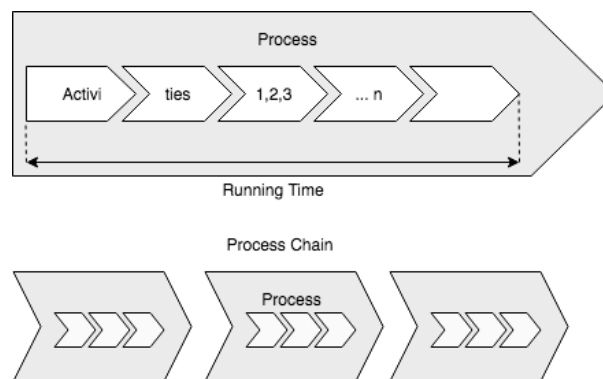 Process
Activi ties 1,2,3 ... n
Running Time
Process Chain
Process